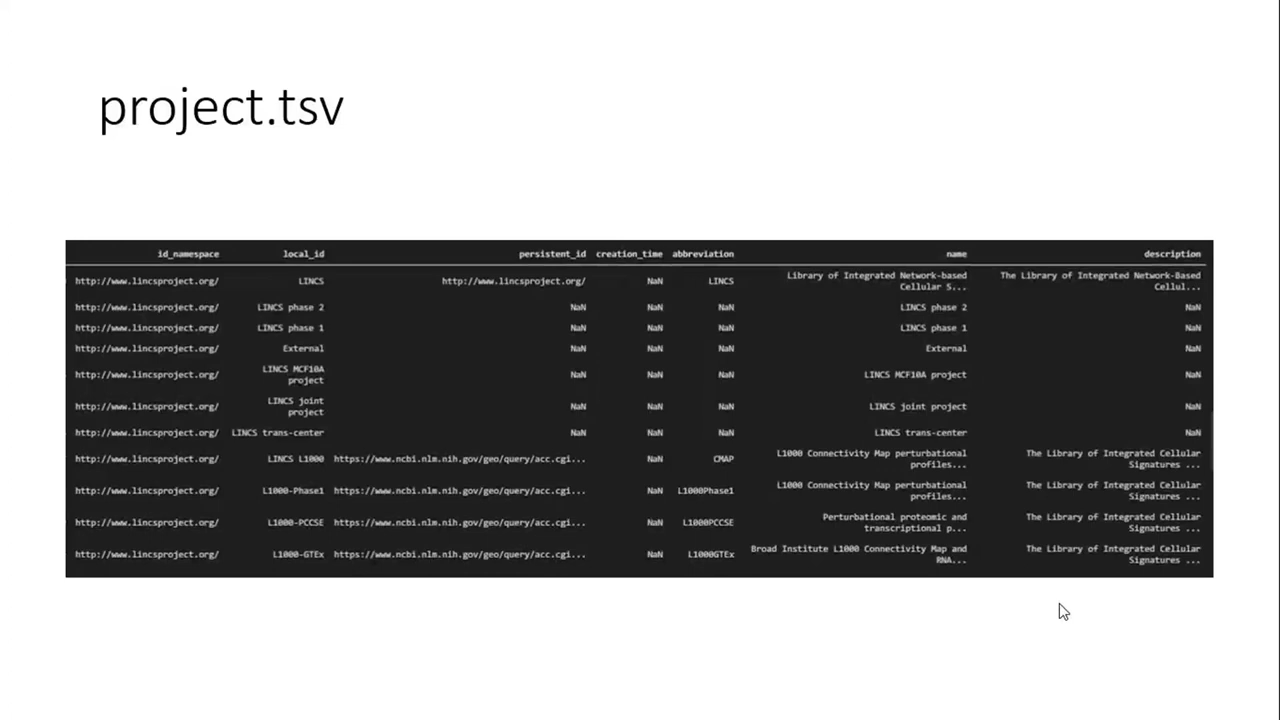 project.tsv
id_namespace local_id persistent_id creation_time abbreviation name description
http://www.lincsproject.org/ LINCS http://www.lincsproject.org/ NaN LINCS Library of Integrated Network-based The Library of Integrated Network-Based
Cellular S... Cellul...
http://www.lincsproject.org/ LINCS phase 2 NaN NaN NaN LINCS phase 2 NaN
http://www.lincsproject.org/ LINCS phase 1 NaN NaN NaN LINCS phase 1 NaN
http://www.lincsproject.org/ External NaN NaN NaN External NaN
http://www.lincsproject.org/ LINCS MCF10A NaN NaN NaN LINCS MCF10A project NaN
project
http://www.lincsproject.org/ LINCS joint NaN NaN NaN LINCS joint project NaN
project
http://www.lincsproject.org/ LINCS trans-center NaN NaN NaN LINCS trans-center NaN
http://www.lincsproject.org/ LINCS L1000 https://www.ncbi.nlm.nih.gov/geo/query/acc.cgi... NaN CMAP L1000 Connectivity Map perturbational The Library of Integrated Cellular
profiles... Signatures ...
http://www.lincsproject.org/ L1000-Phase1 https://www.ncbi.nlm.nih.gov/geo/query/acc.cgi... NaN L1000Phase1 L1000 Connectivity Map perturbational The Library of Integrated Cellular
profiles... Signatures ...
http://www.lincsproject.org/ L1000-PCCSE https://www.ncbi.nlm.nih.gov/geo/query/acc.cgi... NaN L1000PCCSE Perturbational proteomic and The Library of Integrated Cellular
transcriptional p... Signatures ...
http://www.lincsproject.org/ L1000-GTEx https://www.ncbi.nlm.nih.gov/geo/query/acc.cgi... NaN L1000GTEx Broad Institute L1000 Connectivity Map and The Library of Integrated Cellular
RNA... Signatures ...